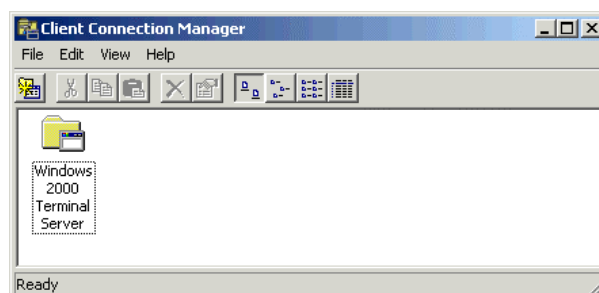 Client Connection Manager
File Edit View Help
Windows
2000
Terminal
Server
Ready